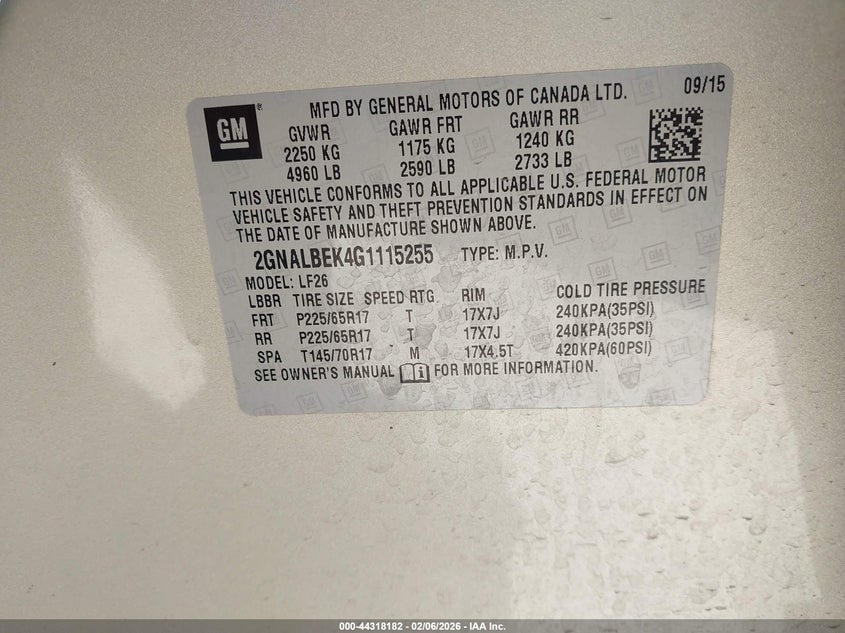 MFD BY GENERAL MOTORS OF CANADA LTD. 09/15
GM ®
GVWR GAWR FRT GAWR RR
2250 KG 1175 KG 1240 KG
4960 LB 2590 LB 2733 LB
THIS VEHICLE CONFORMS TO ALL APPLICABLE U.S. FEDERAL MOTOR
VEHICLE SAFETY AND THEFT PREVENTION STANDARDS IN EFFECT ON
THE DATE OF MANUFACTURE SHOWN ABOVE.
2GNALBEK4G1115255 TYPE: M.P.V.
MODEL: LF26
LBBR TIRE SIZE SPEED RTG RIM COLD TIRE PRESSURE
FRT P225/65R17 T 17X7J 240KPA(35PSI)
RR P225/65R17 T 17X7J 240KPA(35PSI)
SPA T145/70R17 M 17X4.5T 420KPA(60PSI)
SEE OWNER'S MANUAL FOR MORE INFORMATION.
000-44318182 - 02/06/2026 - IAA Inc.